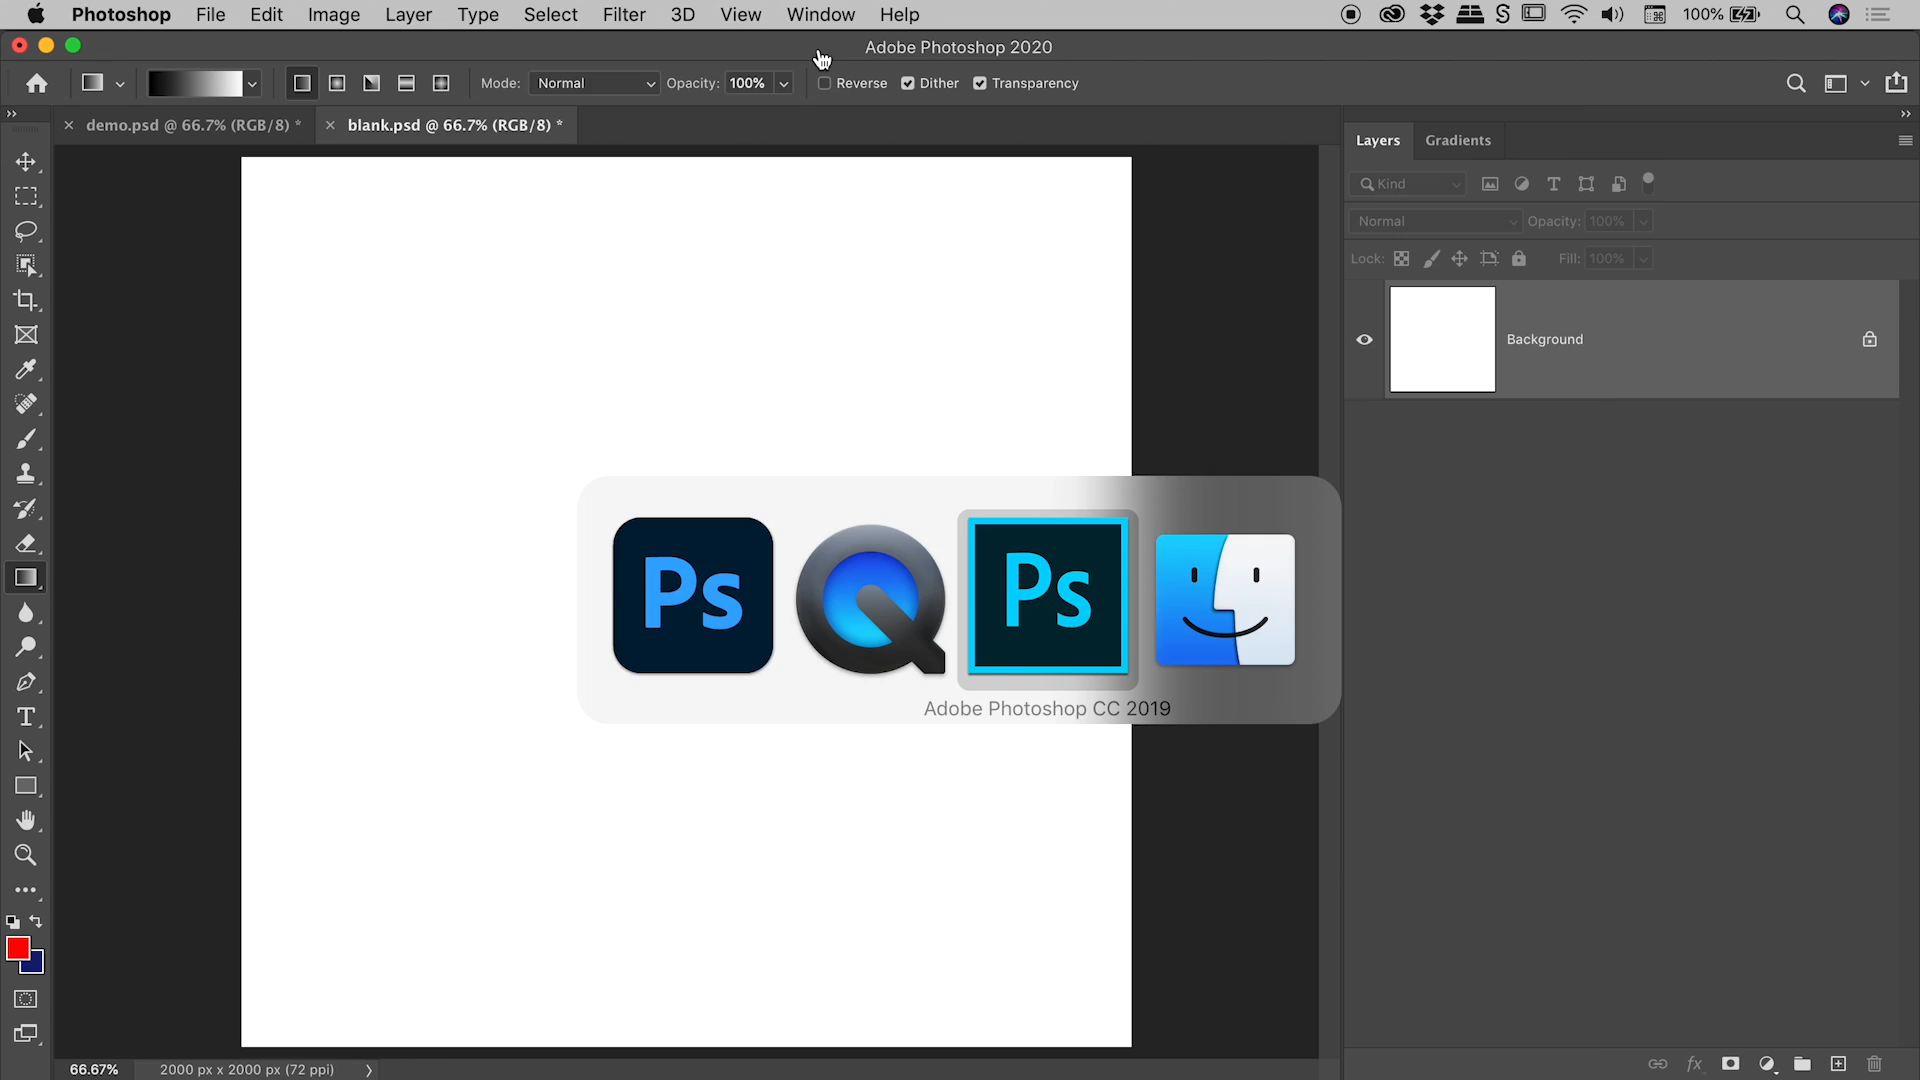 Photoshop File Edit Image Layer Type Select Filter 3D View Window Help S 100%
Adobe Photoshop 2020
Mode: Normal Opacity: 100% Reverse Dither Transparency
demo.psd @ 66.7% (RGB/8) * blank.psd @ 66.7% (RGB/8) *
Layers Gradients
Kind
Normal Opacity: 100%
Lock: Fill: 100%
Background
Ps Ps
Adobe Photoshop CC 2019
66.67% 2000 px x 2000 px (72 ppi)
fx